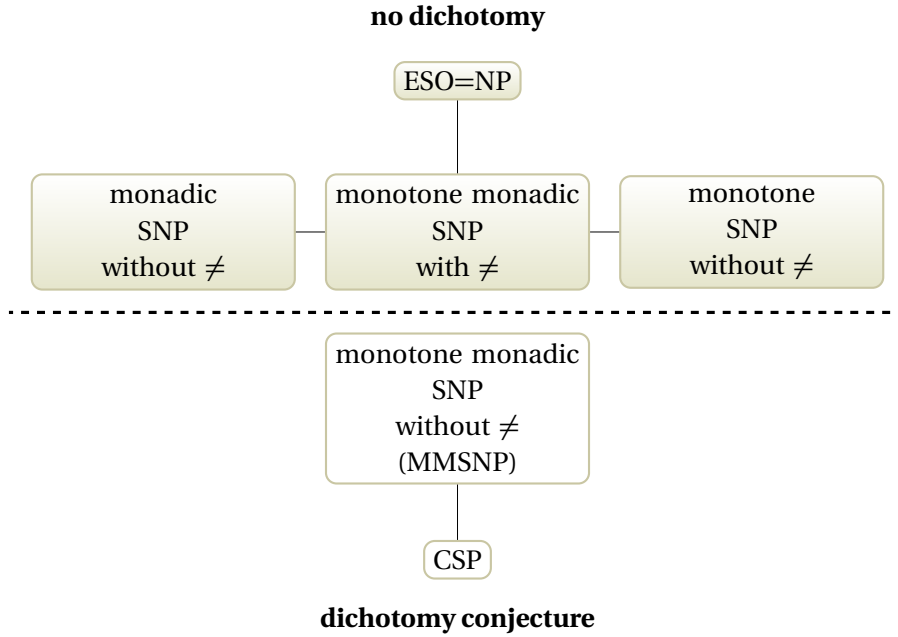 no dichotomy
ESO=NP
monadic
SNP
without ≠
monotone monadic
SNP
with ≠
monotone
SNP
without ≠
monotone monadic
SNP
without ≠
(MMSNP)
CSP
dichotomy conjecture